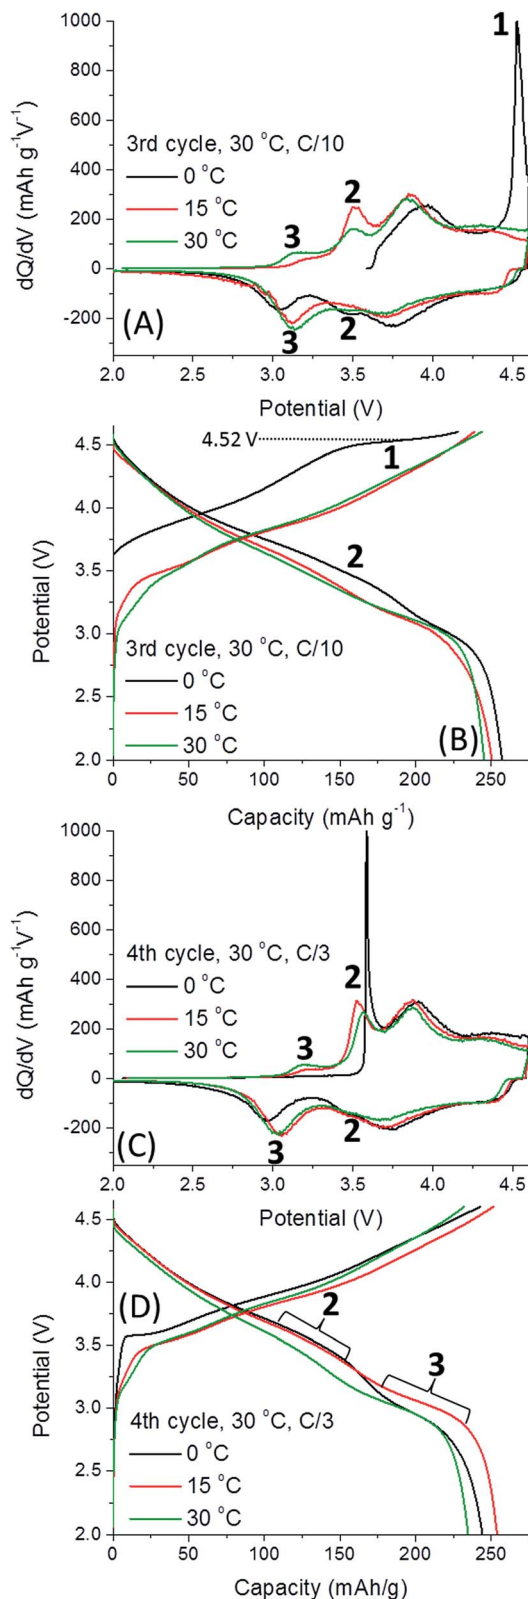 1000
800
600
400
200
0
-200
dQ/dV (mAh g⁻¹V⁻¹)
1
3rd cycle, 30 °C, C/10
0 °C
15 °C
30 °C
2
3
(A)
2
3
2.0 2.5 3.0 3.5 4.0 4.5
Potential (V)
4.5
4.0
3.5
3.0
2.5
2.0
Potential (V)
4.52 V
1
2
3rd cycle, 30 °C, C/10
0 °C
15 °C
30 °C
(B)
0 50 100 150 200 250
Capacity (mAh g⁻¹)
1000
800
600
400
200
0
-200
dQ/dV (mAh g⁻¹V⁻¹)
4th cycle, 30 °C, C/3
0 °C
15 °C
30 °C
2
3
(C)
2
3
2.0 2.5 3.0 3.5 4.0 4.5
Potential (V)
4.5
4.0
3.5
3.0
2.5
2.0
Potential (V)
(D)
2
3
4th cycle, 30 °C, C/3
0 °C
15 °C
30 °C
0 50 100 150 200 250
Capacity (mAh/g)